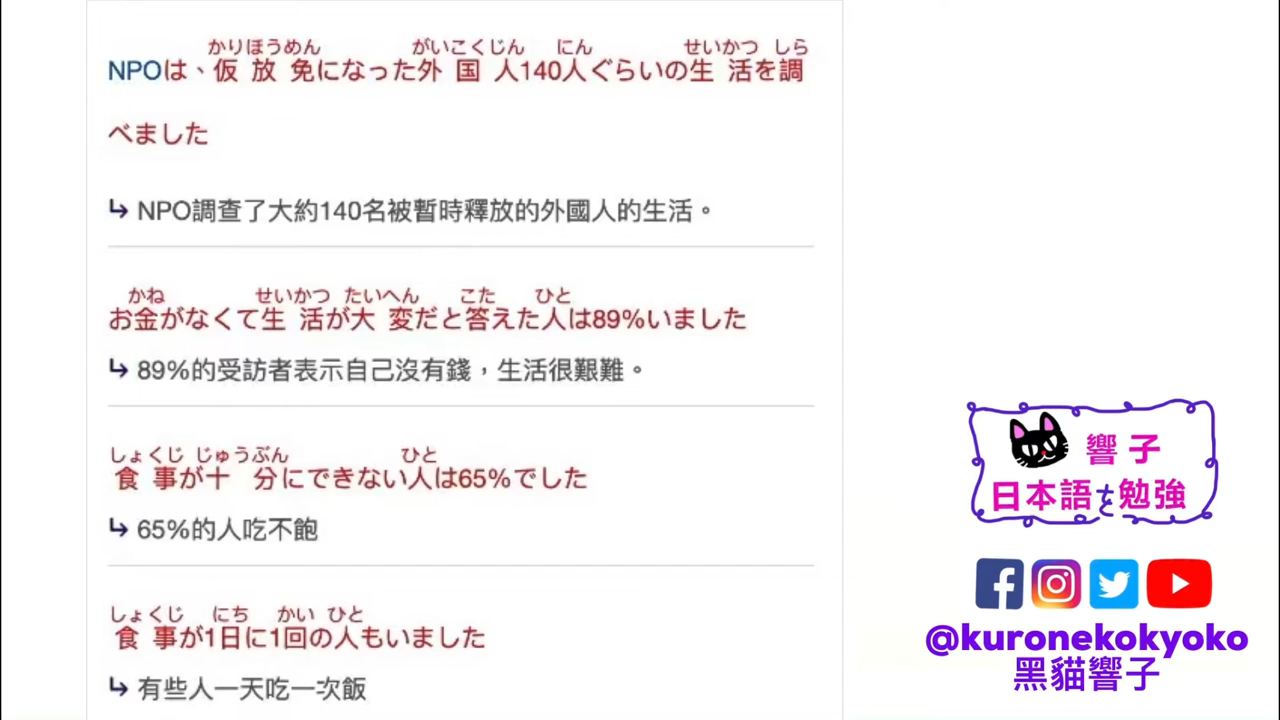 かりほうめん がいこくじん にん せいかつ しら
NPOは、仮放免になった外国人140人ぐらいの生活を調
べました
↳ NPO調查了大約140名被暫時釋放的外國人的生活。
かね せいかつ たいへん こた ひと
お金がなくて生活が大変だと答えた人は89%いました
↳ 89%的受訪者表示自己沒有錢，生活很艱難。
しょくじ じゅうぶん ひと
食事が十分にできない人は65%でした
↳ 65%的人吃不飽
しょくじ にち かい ひと
食事が1日に1回の人もいました
↳ 有些人一天吃一次飯
響子
日本語を勉強
@kuronekokyoko
黑貓響子